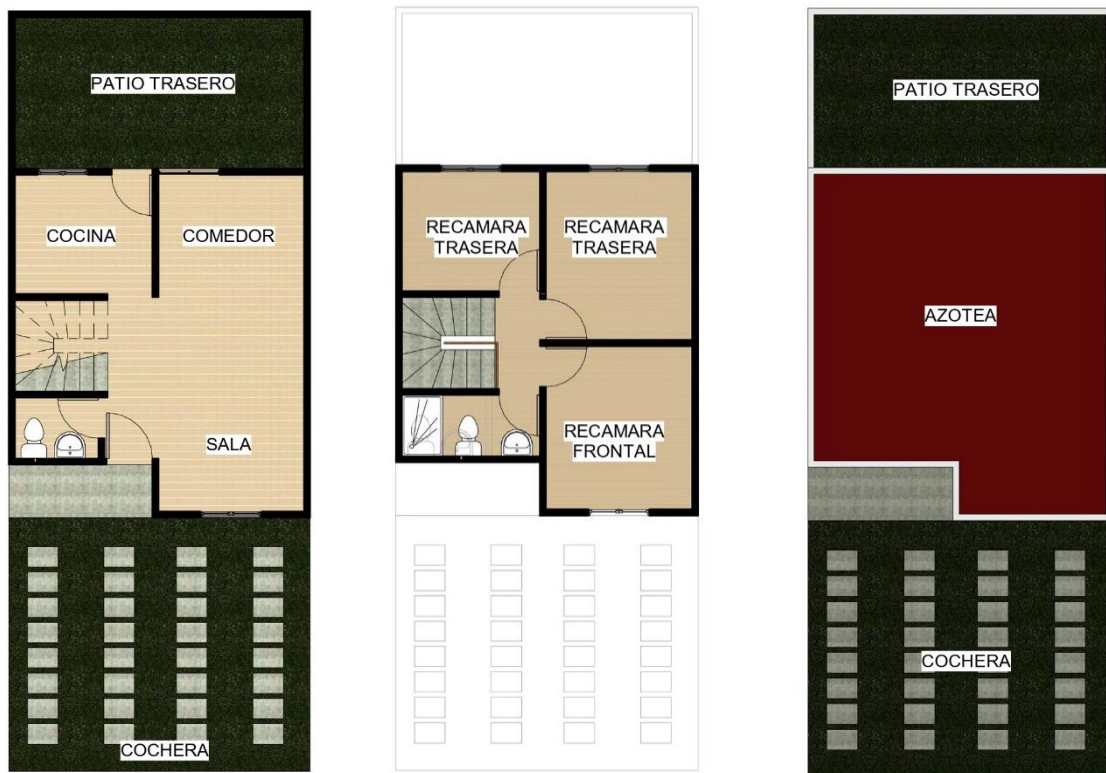 PATIO TRASERO
COCINA
COMEDOR
SALA
COCHERA
RECAMARA
TRASERA
RECAMARA
TRASERA
RECAMARA
FRONTAL
PATIO TRASERO
AZOTEA
COCHERA